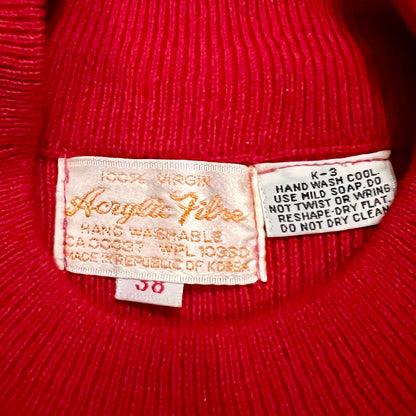 100% VIRGIN
Acrylic Fibre
HAND WASHABLE
CA 00337 WPL 10380
MADE IN REPUBLIC OF KOREA
38
K-3
HAND WASH COOL.
USE MILD SOAP. DO
NOT TWIST OR WRING
RESHAPE-DRY FLAT.
DO NOT DRY CLEAN